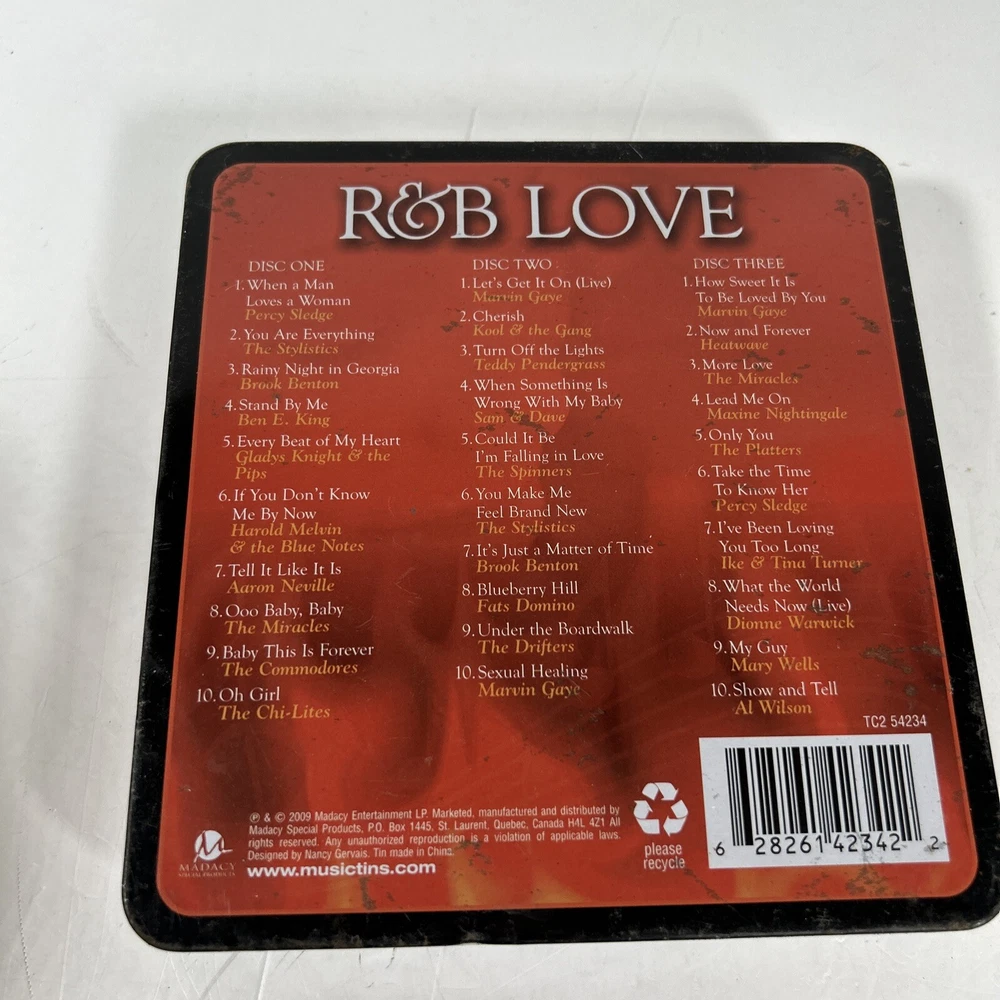 R&B LOVE
DISC ONE
1. When a Man
Loves a Woman
Percy Sledge
2. You Are Everything
The Stylistics
3. Rainy Night in Georgia
Brook Benton
4. Stand By Me
Ben E. King
5. Every Beat of My Heart
Gladys Knight & the
Pips
6. If You Don't Know
Me By Now
Harold Melvin
& the Blue Notes
7. Tell It Like It Is
Aaron Neville
8. Ooo Baby, Baby
The Miracles
9. Baby This Is Forever
The Commodores
10. Oh Girl
The Chi-Lites
DISC TWO
1. Let's Get It On (Live)
Marvin Gaye
2. Cherish
Kool & the Gang
3. Turn Off the Lights
Teddy Pendergrass
4. When Something Is
Wrong With My Baby
Sam & Dave
5. Could It Be
I'm Falling in Love
The Spinners
6. You Make Me
Feel Brand New
The Stylistics
7. It's Just a Matter of Time
Brook Benton
8. Blueberry Hill
Fats Domino
9. Under the Boardwalk
The Drifters
10. Sexual Healing
Marvin Gaye
DISC THREE
1. How Sweet It Is
To Be Loved By You
Marvin Gaye
2. Now and Forever
Heatwave
3. More Love
The Miracles
4. Lead Me On
Maxine Nightingale
5. Only You
The Platters
6. Take the Time
To Know Her
Percy Sledge
7. I've Been Loving
You Too Long
Ike & Tina Turner
8. What the World
Needs Now (Live)
Dionne Warwick
9. My Guy
Mary Wells
10. Show and Tell
Al Wilson
TC2 54234
6 28261 42342 2
please
recycle
MADACY
SPECIAL PRODUCTS
℗ & © 2009 Madacy Entertainment LP. Marketed, manufactured and distributed by
Madacy Special Products, P.O. Box 1445, St. Laurent, Quebec, Canada H4L 4Z1 All
rights reserved. Any unauthorized reproduction is a violation of applicable laws.
Designed by Nancy Gervais. Tin made in China.
www.musictins.com